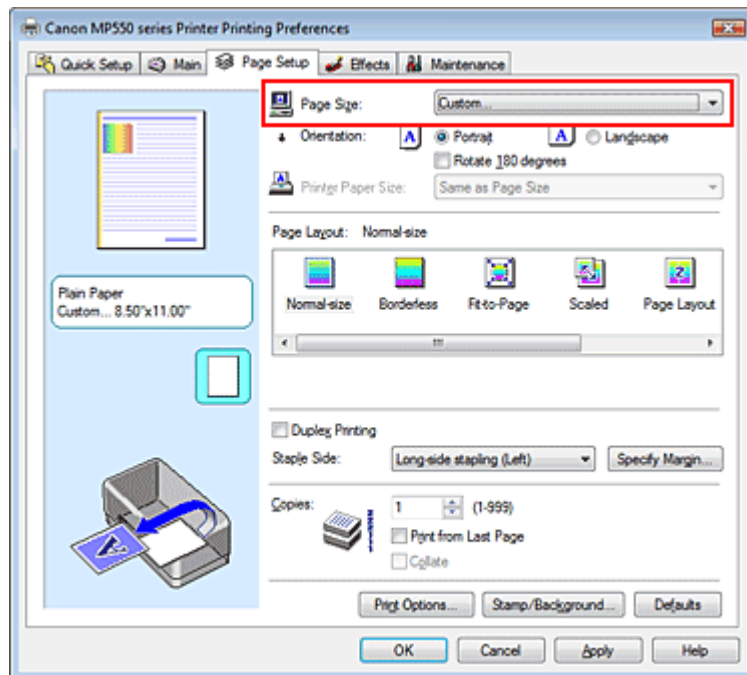 Canon MP550 series Printer Printing Preferences
Quick Setup Main Page Setup Effects Maintenance
Page Size: Custom...
Orientation: A Portrait A Landscape
Rotate 180 degrees
Printer Paper Size: Same as Page Size
Page Layout: Normal-size
Normal-size Borderless Fit-to-Page Scaled Page Layout
Plain Paper
Custom... 8.50"x11.00"
Duplex Printing
Staple Side: Long-side stapling (Left) Specify Margin...
Copies: 1 (1-999)
Print from Last Page
Collate
Print Options... Stamp/Background... Defaults
OK Cancel Apply Help